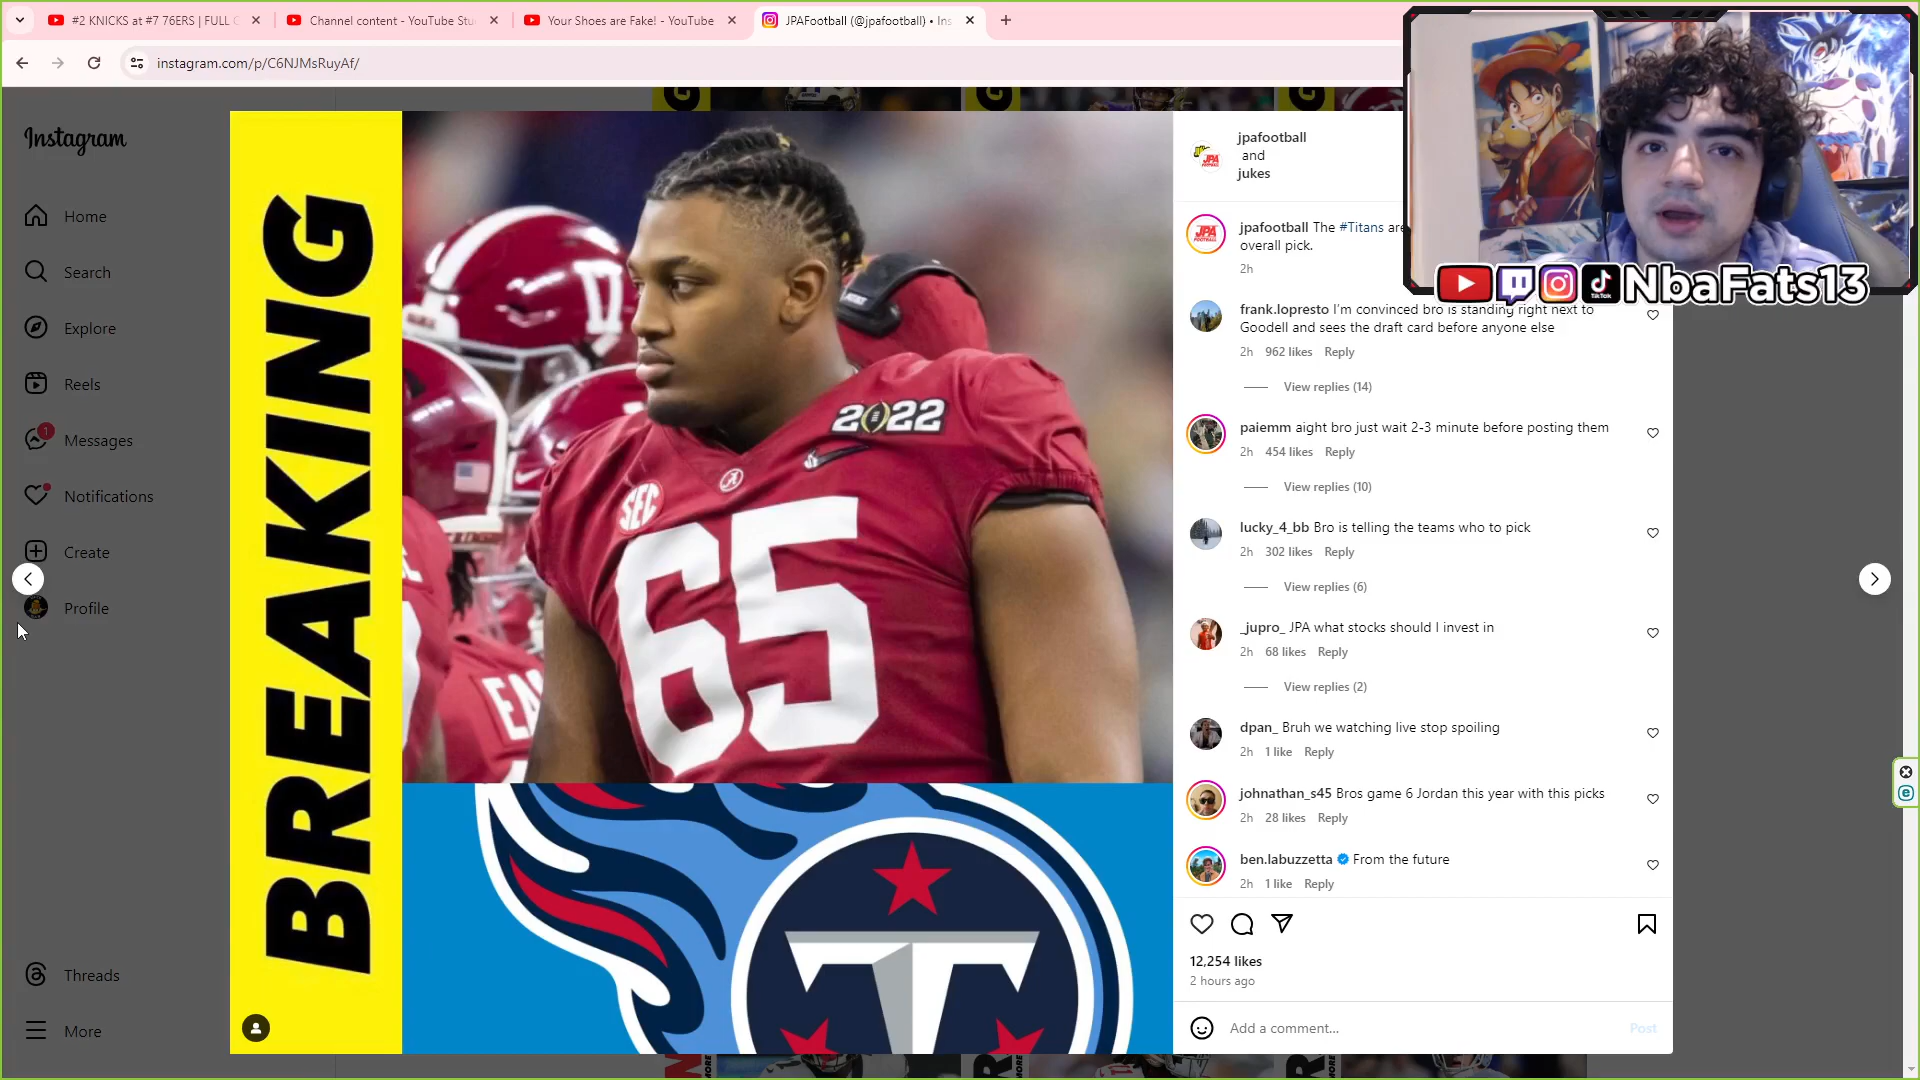 #2 KNICKS at #7 76ERS | FULL G
Channel content - YouTube Stu
Your Shoes are Fake! - YouTube
JPAFootball (@jpafootball) • Ins
instagram.com/p/C6NJMsRuyAf/
Instagram
Home
Search
Explore
Reels
1
Messages
Notifications
Create
Profile
Threads
More
BREAKING
2022
SEC
65
T
jpafootball
and
jukes
JPA
FOOTBALL
jpafootball The #Titans are
overall pick.
2h
frank.lopresto I'm convinced bro is standing right next to
Goodell and sees the draft card before anyone else
2h 962 likes Reply
View replies (14)
paiemm aight bro just wait 2-3 minute before posting them
2h 454 likes Reply
View replies (10)
lucky_4_bb Bro is telling the teams who to pick
2h 302 likes Reply
View replies (6)
_jupro_ JPA what stocks should I invest in
2h 68 likes Reply
View replies (2)
dpan_ Bruh we watching live stop spoiling
2h 1 like Reply
johnathan_s45 Bros game 6 Jordan this year with this picks
2h 28 likes Reply
ben.labuzzetta From the future
2h 1 like Reply
12,254 likes
2 hours ago
Add a comment...
Post
TikTok
NbaFats13